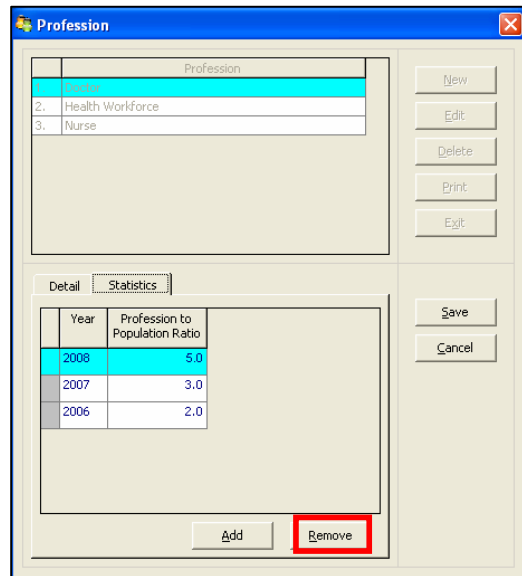 Profession
Profession
1. Doctor
2. Health Workforce
3. Nurse
New
Edit
Delete
Print
Exit
Detail Statistics
Year Profession to
Population Ratio
2008 5.0
2007 3.0
2006 2.0
Add Remove
Save
Cancel